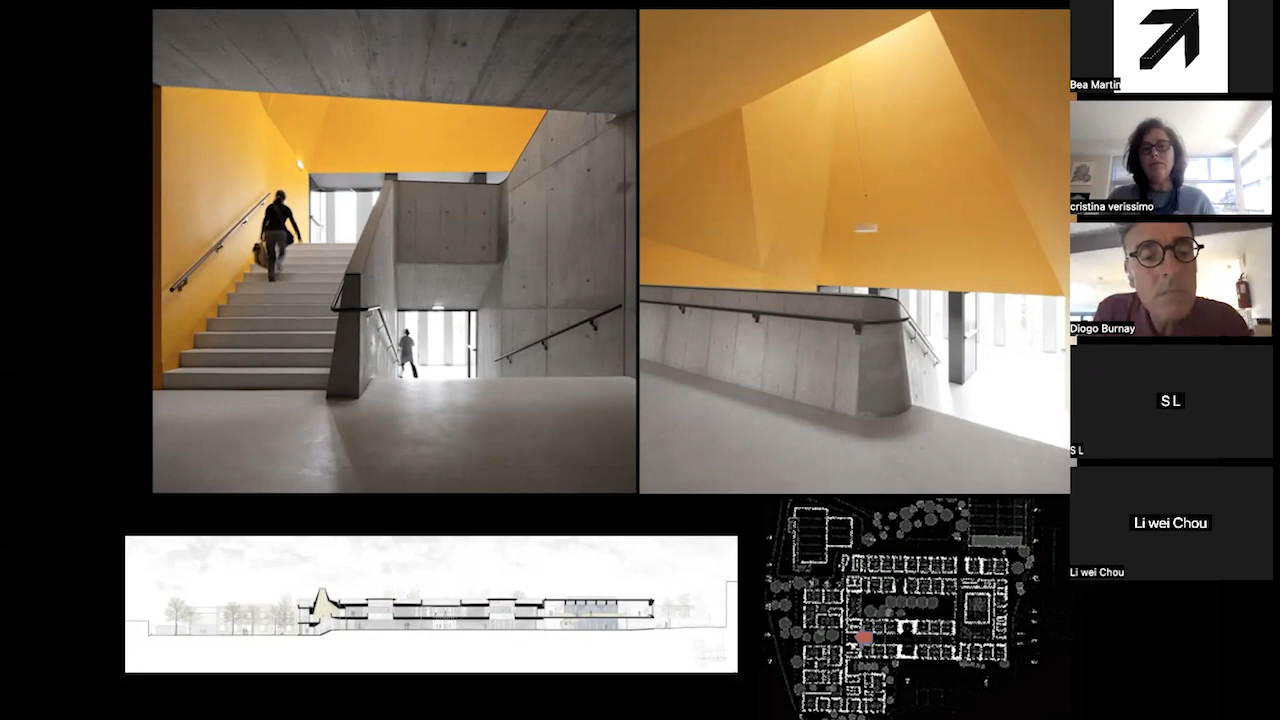 Bea Martin
cristina verissimo
Diogo Burnay
S L
S L
Li wei Chou
Li wei Chou